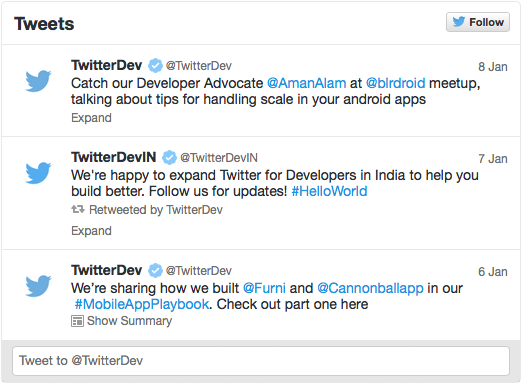 Tweets
Follow
TwitterDev @TwitterDev 8 Jan
Catch our Developer Advocate @AmanAlam at @blrdroid meetup,
talking about tips for handling scale in your android apps
Expand
TwitterDevIN @TwitterDevIN 7 Jan
We're happy to expand Twitter for Developers in India to help you
build better. Follow us for updates! #HelloWorld
Retweeted by TwitterDev
Expand
TwitterDev @TwitterDev 6 Jan
We’re sharing how we built @Furni and @Cannonballapp in our
#MobileAppPlaybook. Check out part one here
Show Summary
Tweet to @TwitterDev